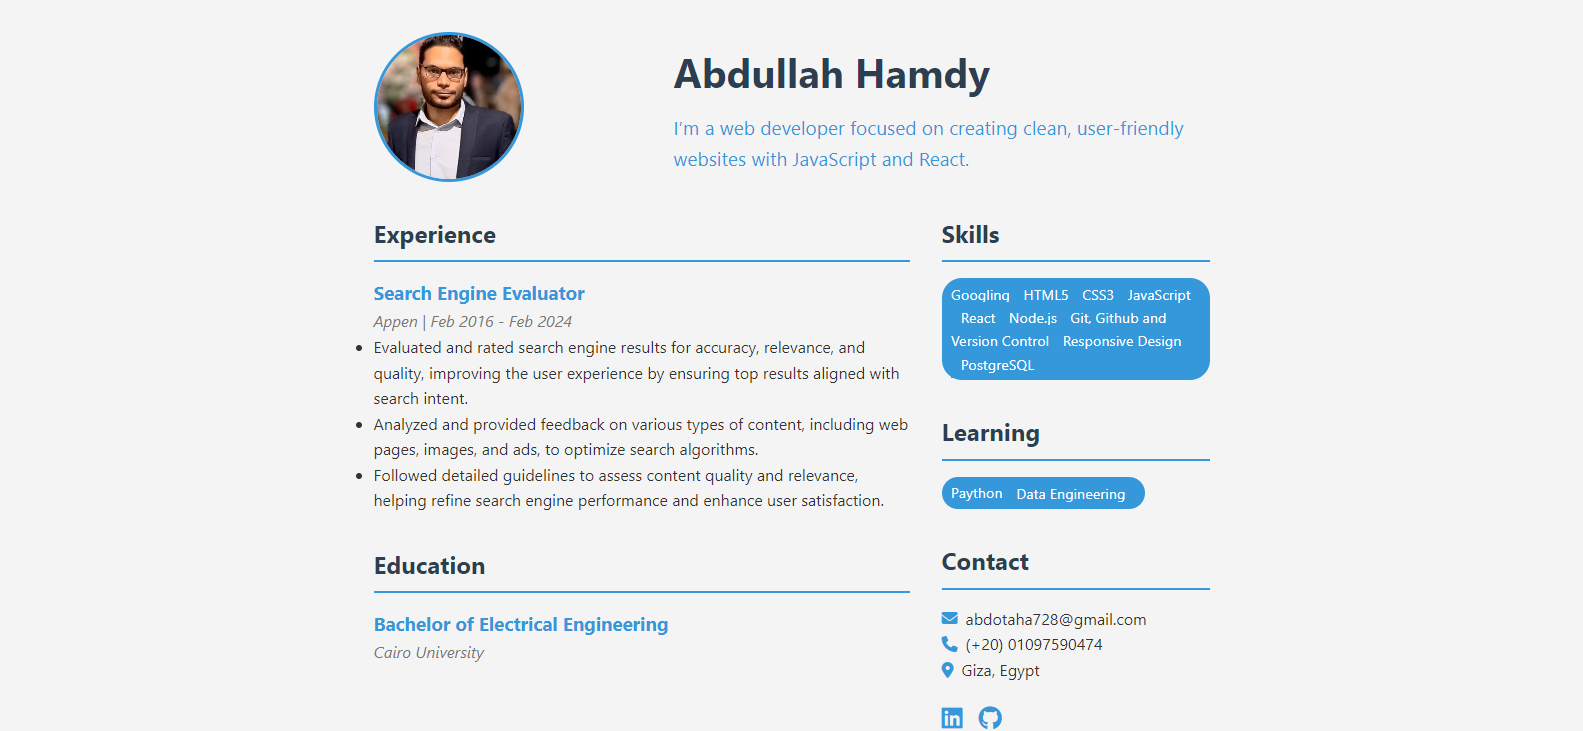 Abdullah Hamdy
I'm a web developer focused on creating clean, user-friendly
websites with JavaScript and React.
Experience
Search Engine Evaluator
Appen | Feb 2016 - Feb 2024
Evaluated and rated search engine results for accuracy, relevance, and
quality, improving the user experience by ensuring top results aligned with
search intent.
Analyzed and provided feedback on various types of content, including web
pages, images, and ads, to optimize search algorithms.
Followed detailed guidelines to assess content quality and relevance,
helping refine search engine performance and enhance user satisfaction.
Education
Bachelor of Electrical Engineering
Cairo University
Skills
Googling HTML5 CSS3 JavaScript
React Node.js Git, Github and
Version Control Responsive Design
PostgreSQL
Learning
Paython Data Engineering
Contact
abdotaha728@gmail.com
(+20) 01097590474
Giza, Egypt
in